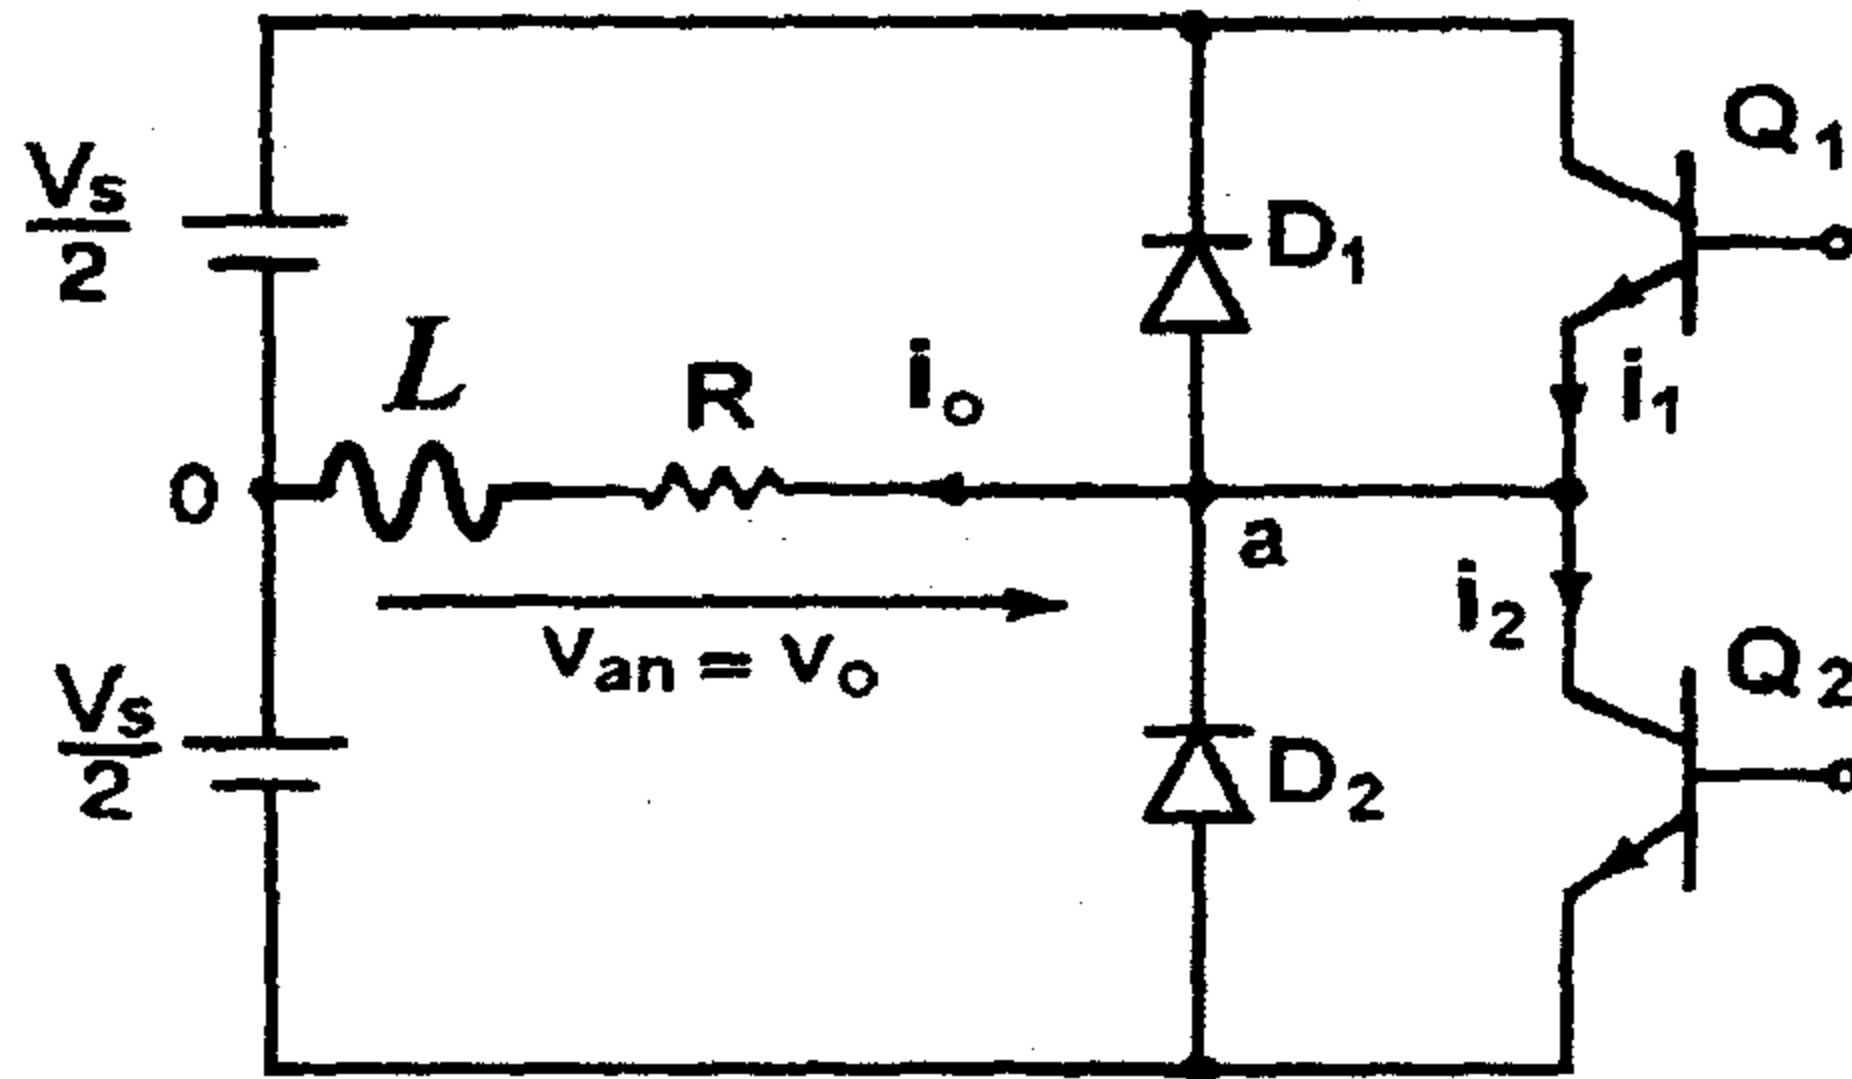 Q₁
Vs/2
D₁
L
R
iₒ
i₁
0
a
i₂
Vₐₙ = Vₒ
Q₂
Vs/2
D₂